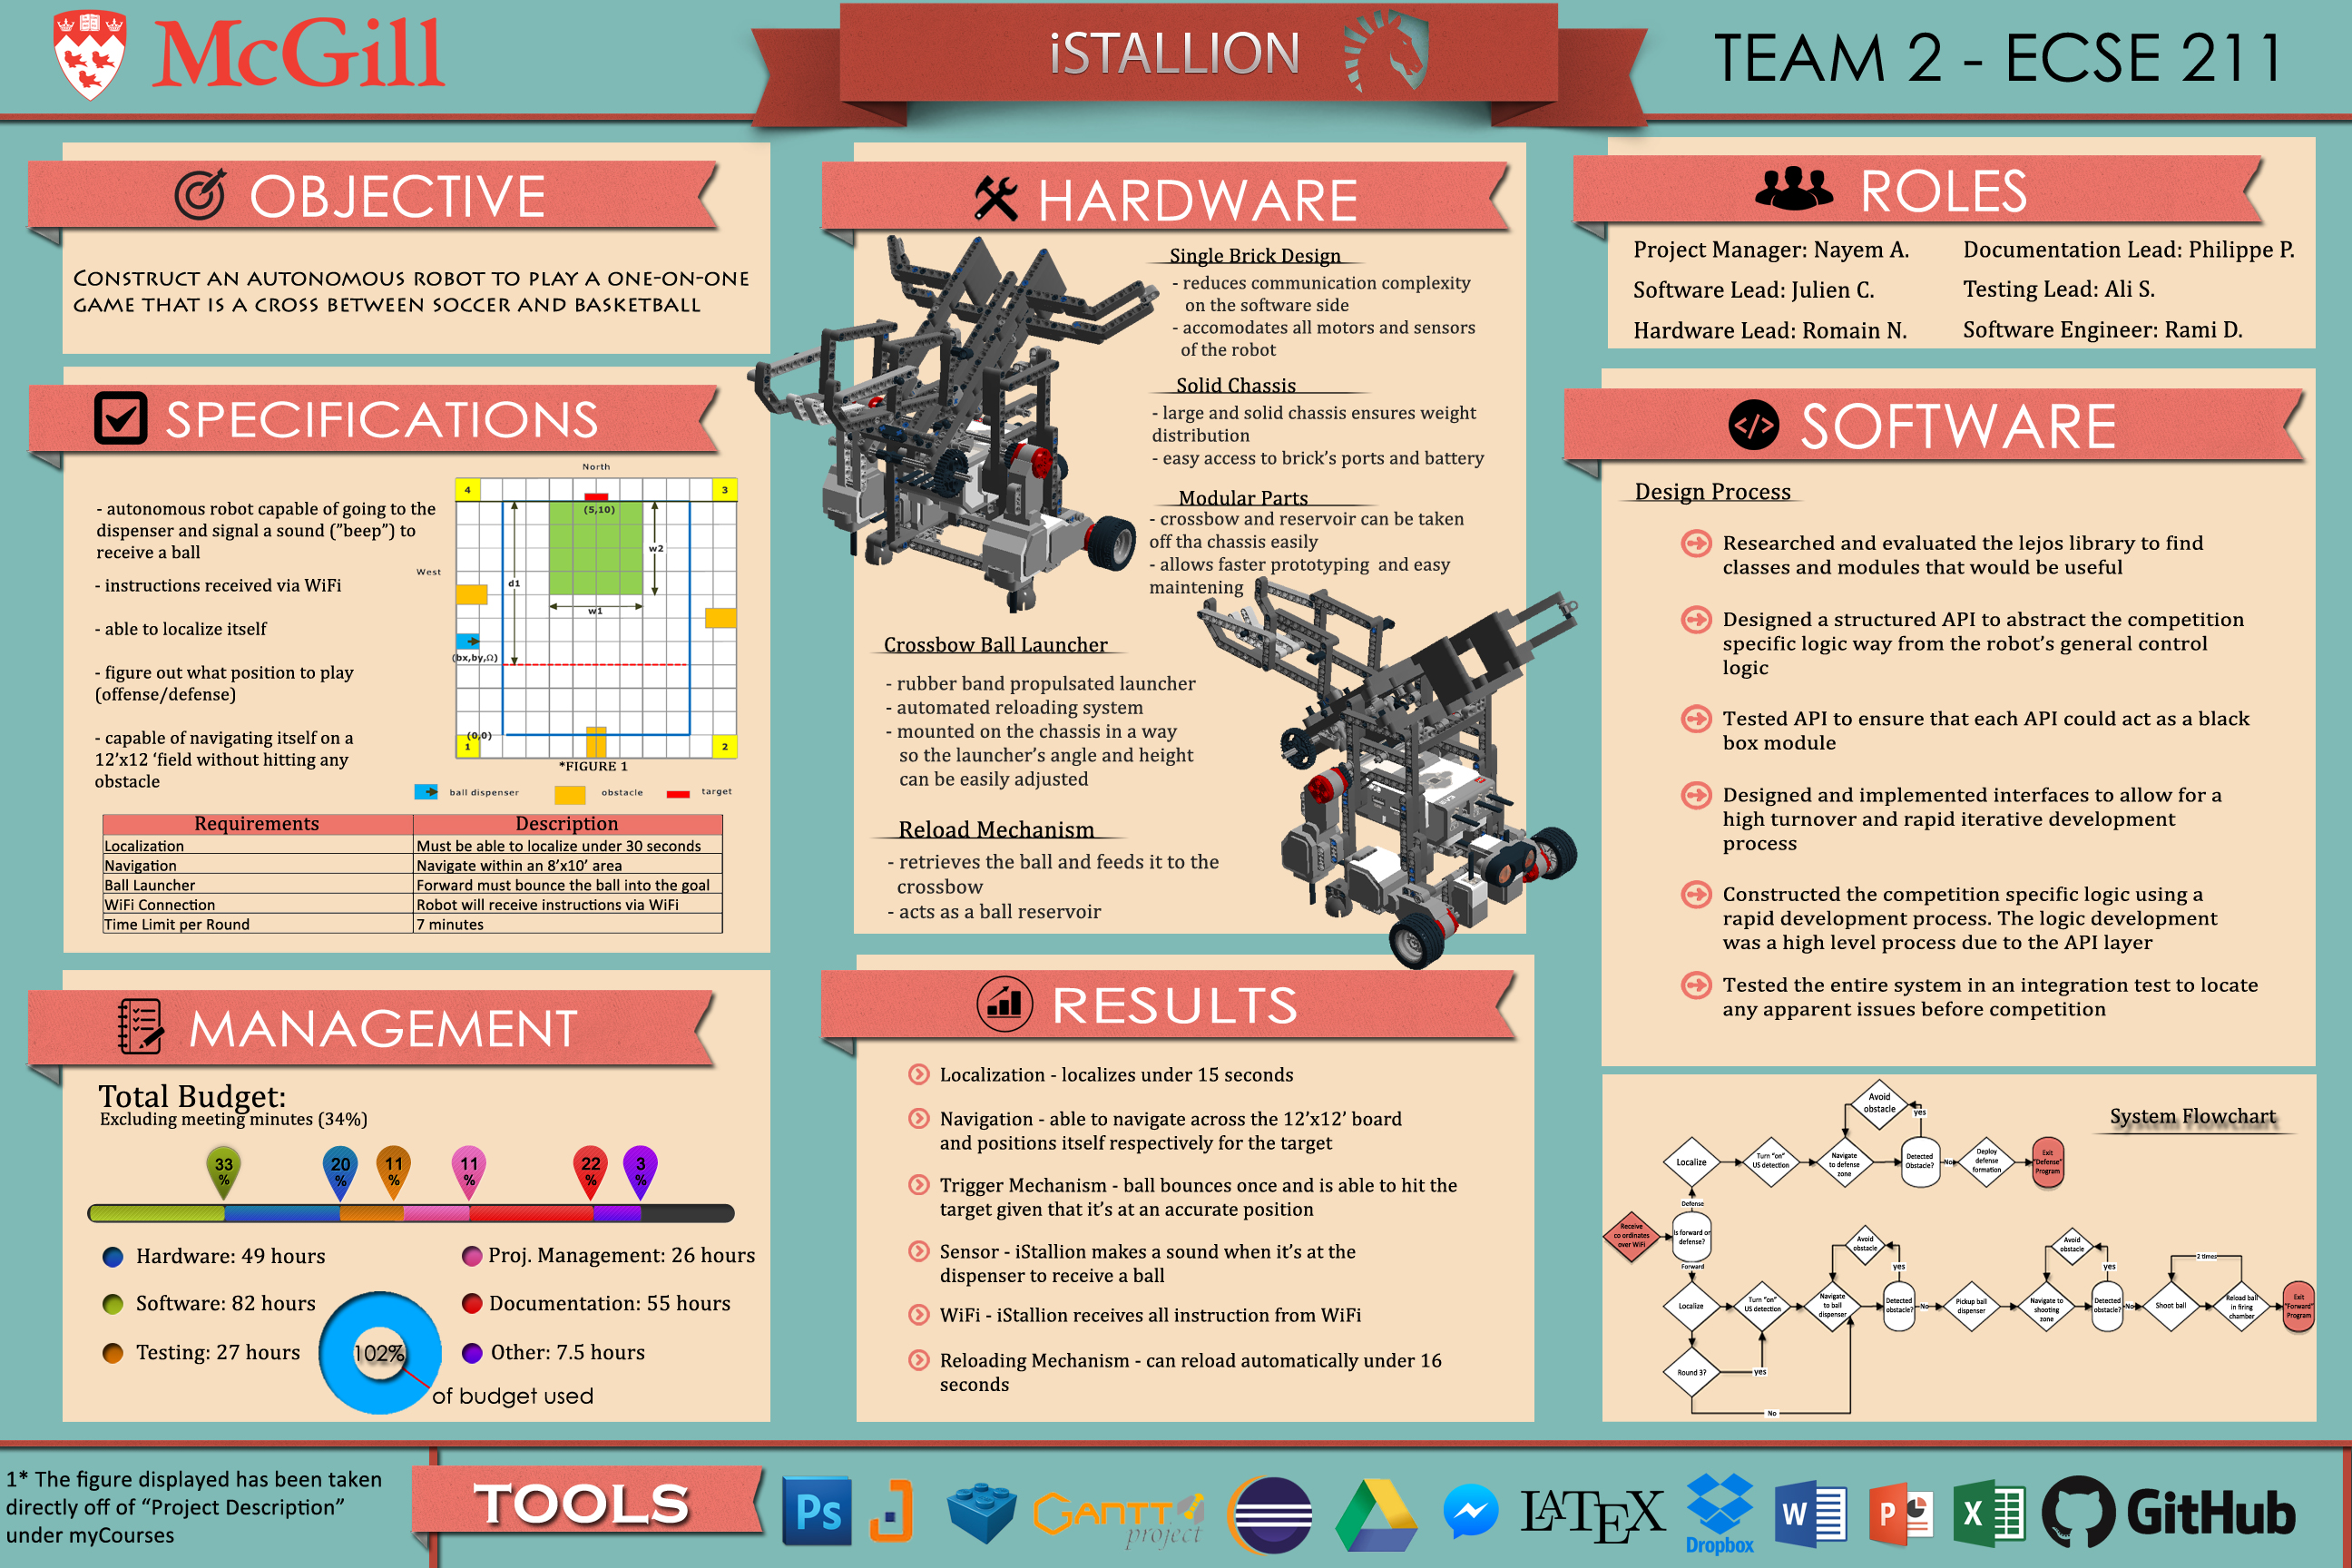 McGill
iSTALLION
TEAM 2 - ECSE 211
OBJECTIVE
CONSTRUCT AN AUTONOMOUS ROBOT TO PLAY A ONE-ON-ONE
GAME THAT IS A CROSS BETWEEN SOCCER AND BASKETBALL
SPECIFICATIONS
- autonomous robot capable of going to the
dispenser and signal a sound ("beep") to
receive a ball
- instructions received via WiFi
- able to localize itself
- figure out what position to play
(offense/defense)
- capable of navigating itself on a
12'x12 'field without hitting any
obstacle
North
4
3
(5,10)
w2
West
d1
w1
(bx,by,Ω)
(0,0)
1
2
*FIGURE 1
ball dispenser
obstacle
target
Requirements Description
Localization Must be able to localize under 30 seconds
Navigation Navigate within an 8'x10' area
Ball Launcher Forward must bounce the ball into the goal
WiFi Connection Robot will receive instructions via WiFi
Time Limit per Round 7 minutes
MANAGEMENT
Total Budget:
Excluding meeting minutes (34%)
33 %
20 %
11 %
11 %
22 %
3 %
Hardware: 49 hours
Proj. Management: 26 hours
Software: 82 hours
Documentation: 55 hours
Testing: 27 hours
Other: 7.5 hours
102%
of budget used
HARDWARE
Single Brick Design
- reduces communication complexity
on the software side
- accomodates all motors and sensors
of the robot
Solid Chassis
- large and solid chassis ensures weight
distribution
- easy access to brick's ports and battery
Modular Parts
- crossbow and reservoir can be taken
off tha chassis easily
- allows faster prototyping and easy
maintening
Crossbow Ball Launcher
- rubber band propulsated launcher
- automated reloading system
- mounted on the chassis in a way
so the launcher's angle and height
can be easily adjusted
Reload Mechanism
- retrieves the ball and feeds it to the
crossbow
- acts as a ball reservoir
RESULTS
Localization - localizes under 15 seconds
Navigation - able to navigate across the 12'x12' board
and positions itself respectively for the target
Trigger Mechanism - ball bounces once and is able to hit the
target given that it's at an accurate position
Sensor - iStallion makes a sound when it's at the
dispenser to receive a ball
WiFi - iStallion receives all instruction from WiFi
Reloading Mechanism - can reload automatically under 16
seconds
ROLES
Project Manager: Nayem A.
Documentation Lead: Philippe P.
Software Lead: Julien C.
Testing Lead: Ali S.
Hardware Lead: Romain N.
Software Engineer: Rami D.
SOFTWARE
Design Process
Researched and evaluated the lejos library to find
classes and modules that would be useful
Designed a structured API to abstract the competition
specific logic way from the robot's general control
logic
Tested API to ensure that each API could act as a black
box module
Designed and implemented interfaces to allow for a
high turnover and rapid iterative development
process
Constructed the competition specific logic using a
rapid development process. The logic development
was a high level process due to the API layer
Tested the entire system in an integration test to locate
any apparent issues before competition
System Flowchart
Avoid
obstacle
yes
Localize
Turn "on"
US detection
Navigate
to defense
zone
Detected
Obstacle?
No
Deploy
defense
formation
Exit
"Defense"
Program
Defense
Receive
co ordinates
over WiFi
Is forward or
defense?
Forward
Avoid
obstacle
yes
Avoid
obstacle
yes
2 times
Localize
Turn "on"
US detection
Navigate
to ball
dispenser
Detected
obstacle?
No
Pickup ball
dispenser
Navigate to
shooting
zone
Detected
obstacle?
No
Shoot ball
Reload ball
in firing
chamber
Exit
"Forward"
Program
Round 3?
yes
No
1* The figure displayed has been taken
directly off of "Project Description"
under myCourses
TOOLS
Ps
J
GANTT
project
LATEX
Dropbox
W
P
X
GitHub